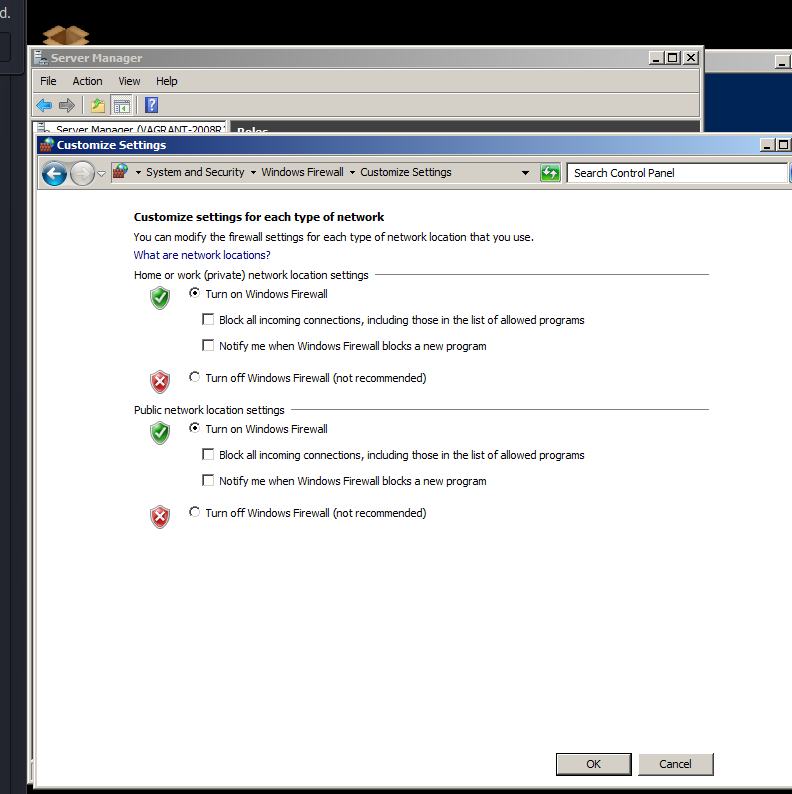 d.
Server Manager
File Action View Help
Server Manager (VAGRANT-2008R
Roles
Customize Settings
System and Security Windows Firewall Customize Settings Search Control Panel
Customize settings for each type of network
You can modify the firewall settings for each type of network location that you use.
What are network locations?
Home or work (private) network location settings
Turn on Windows Firewall
Block all incoming connections, including those in the list of allowed programs
Notify me when Windows Firewall blocks a new program
Turn off Windows Firewall (not recommended)
Public network location settings
Turn on Windows Firewall
Block all incoming connections, including those in the list of allowed programs
Notify me when Windows Firewall blocks a new program
Turn off Windows Firewall (not recommended)
OK Cancel